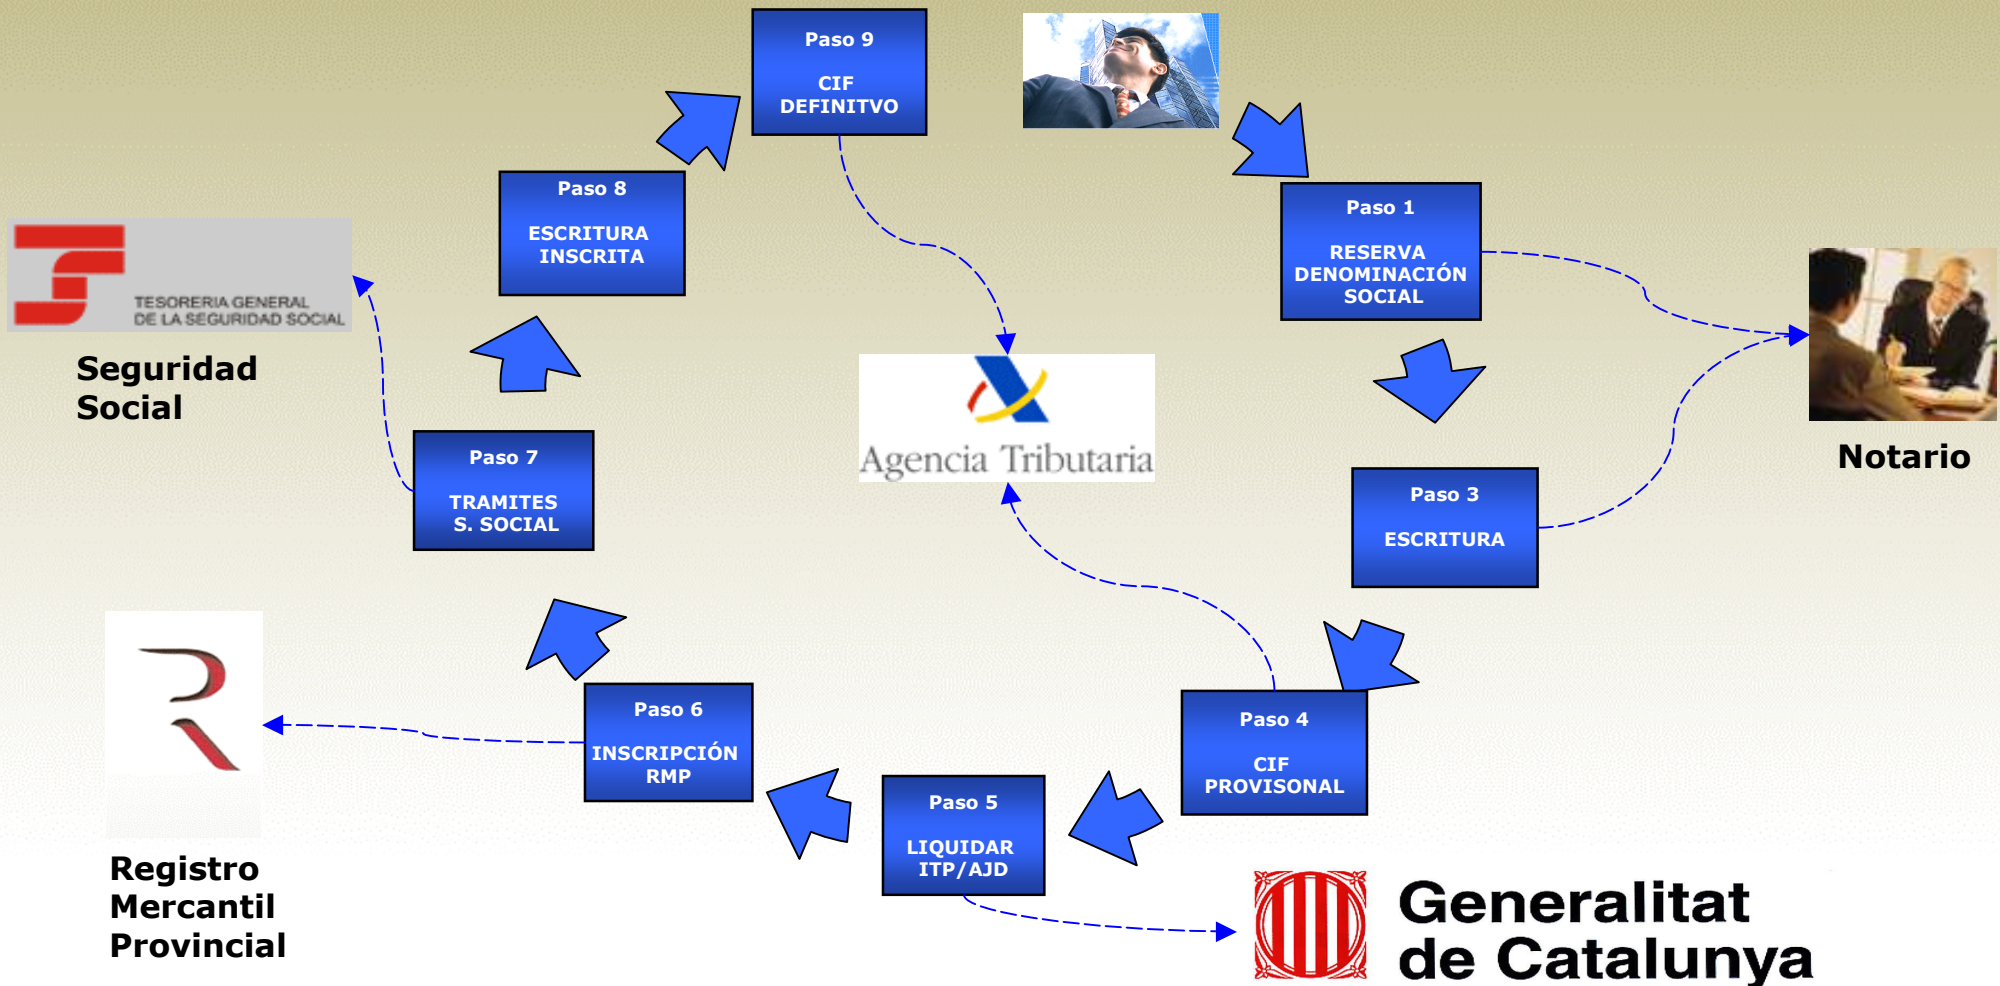 Paso 9
CIF
DEFINITVO
Paso 8
ESCRITURA
INSCRITA
Paso 1
RESERVA
DENOMINACIÓN
SOCIAL
TESORERIA GENERAL
DE LA SEGURIDAD SOCIAL
Seguridad
Social
Agencia Tributaria
Notario
Paso 7
TRAMITES
S. SOCIAL
Paso 3
ESCRITURA
Paso 6
INSCRIPCIÓN
RMP
Paso 4
CIF
PROVISONAL
Paso 5
LIQUIDAR
ITP/AJD
Registro
Mercantil
Provincial
Generalitat
de Catalunya